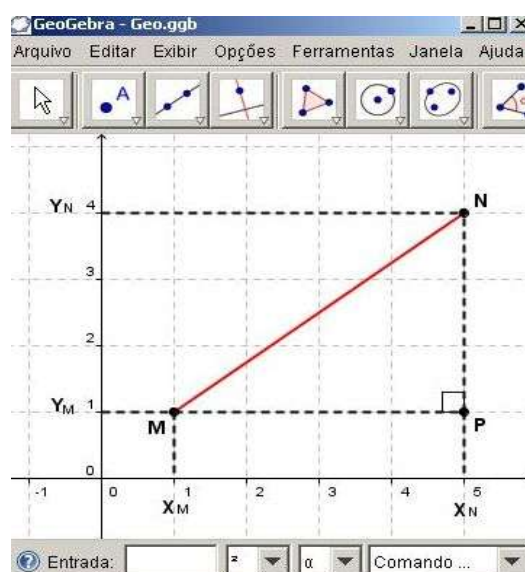 GeoGebra - Geo.ggb
Arquivo Editar Exibir Opções Ferramentas Janela Ajuda
A
YN 4 N
3
2
YM 1 M P
0
-1 0 1 2 3 4 5
XM XN
Entrada: ² α Comando ...